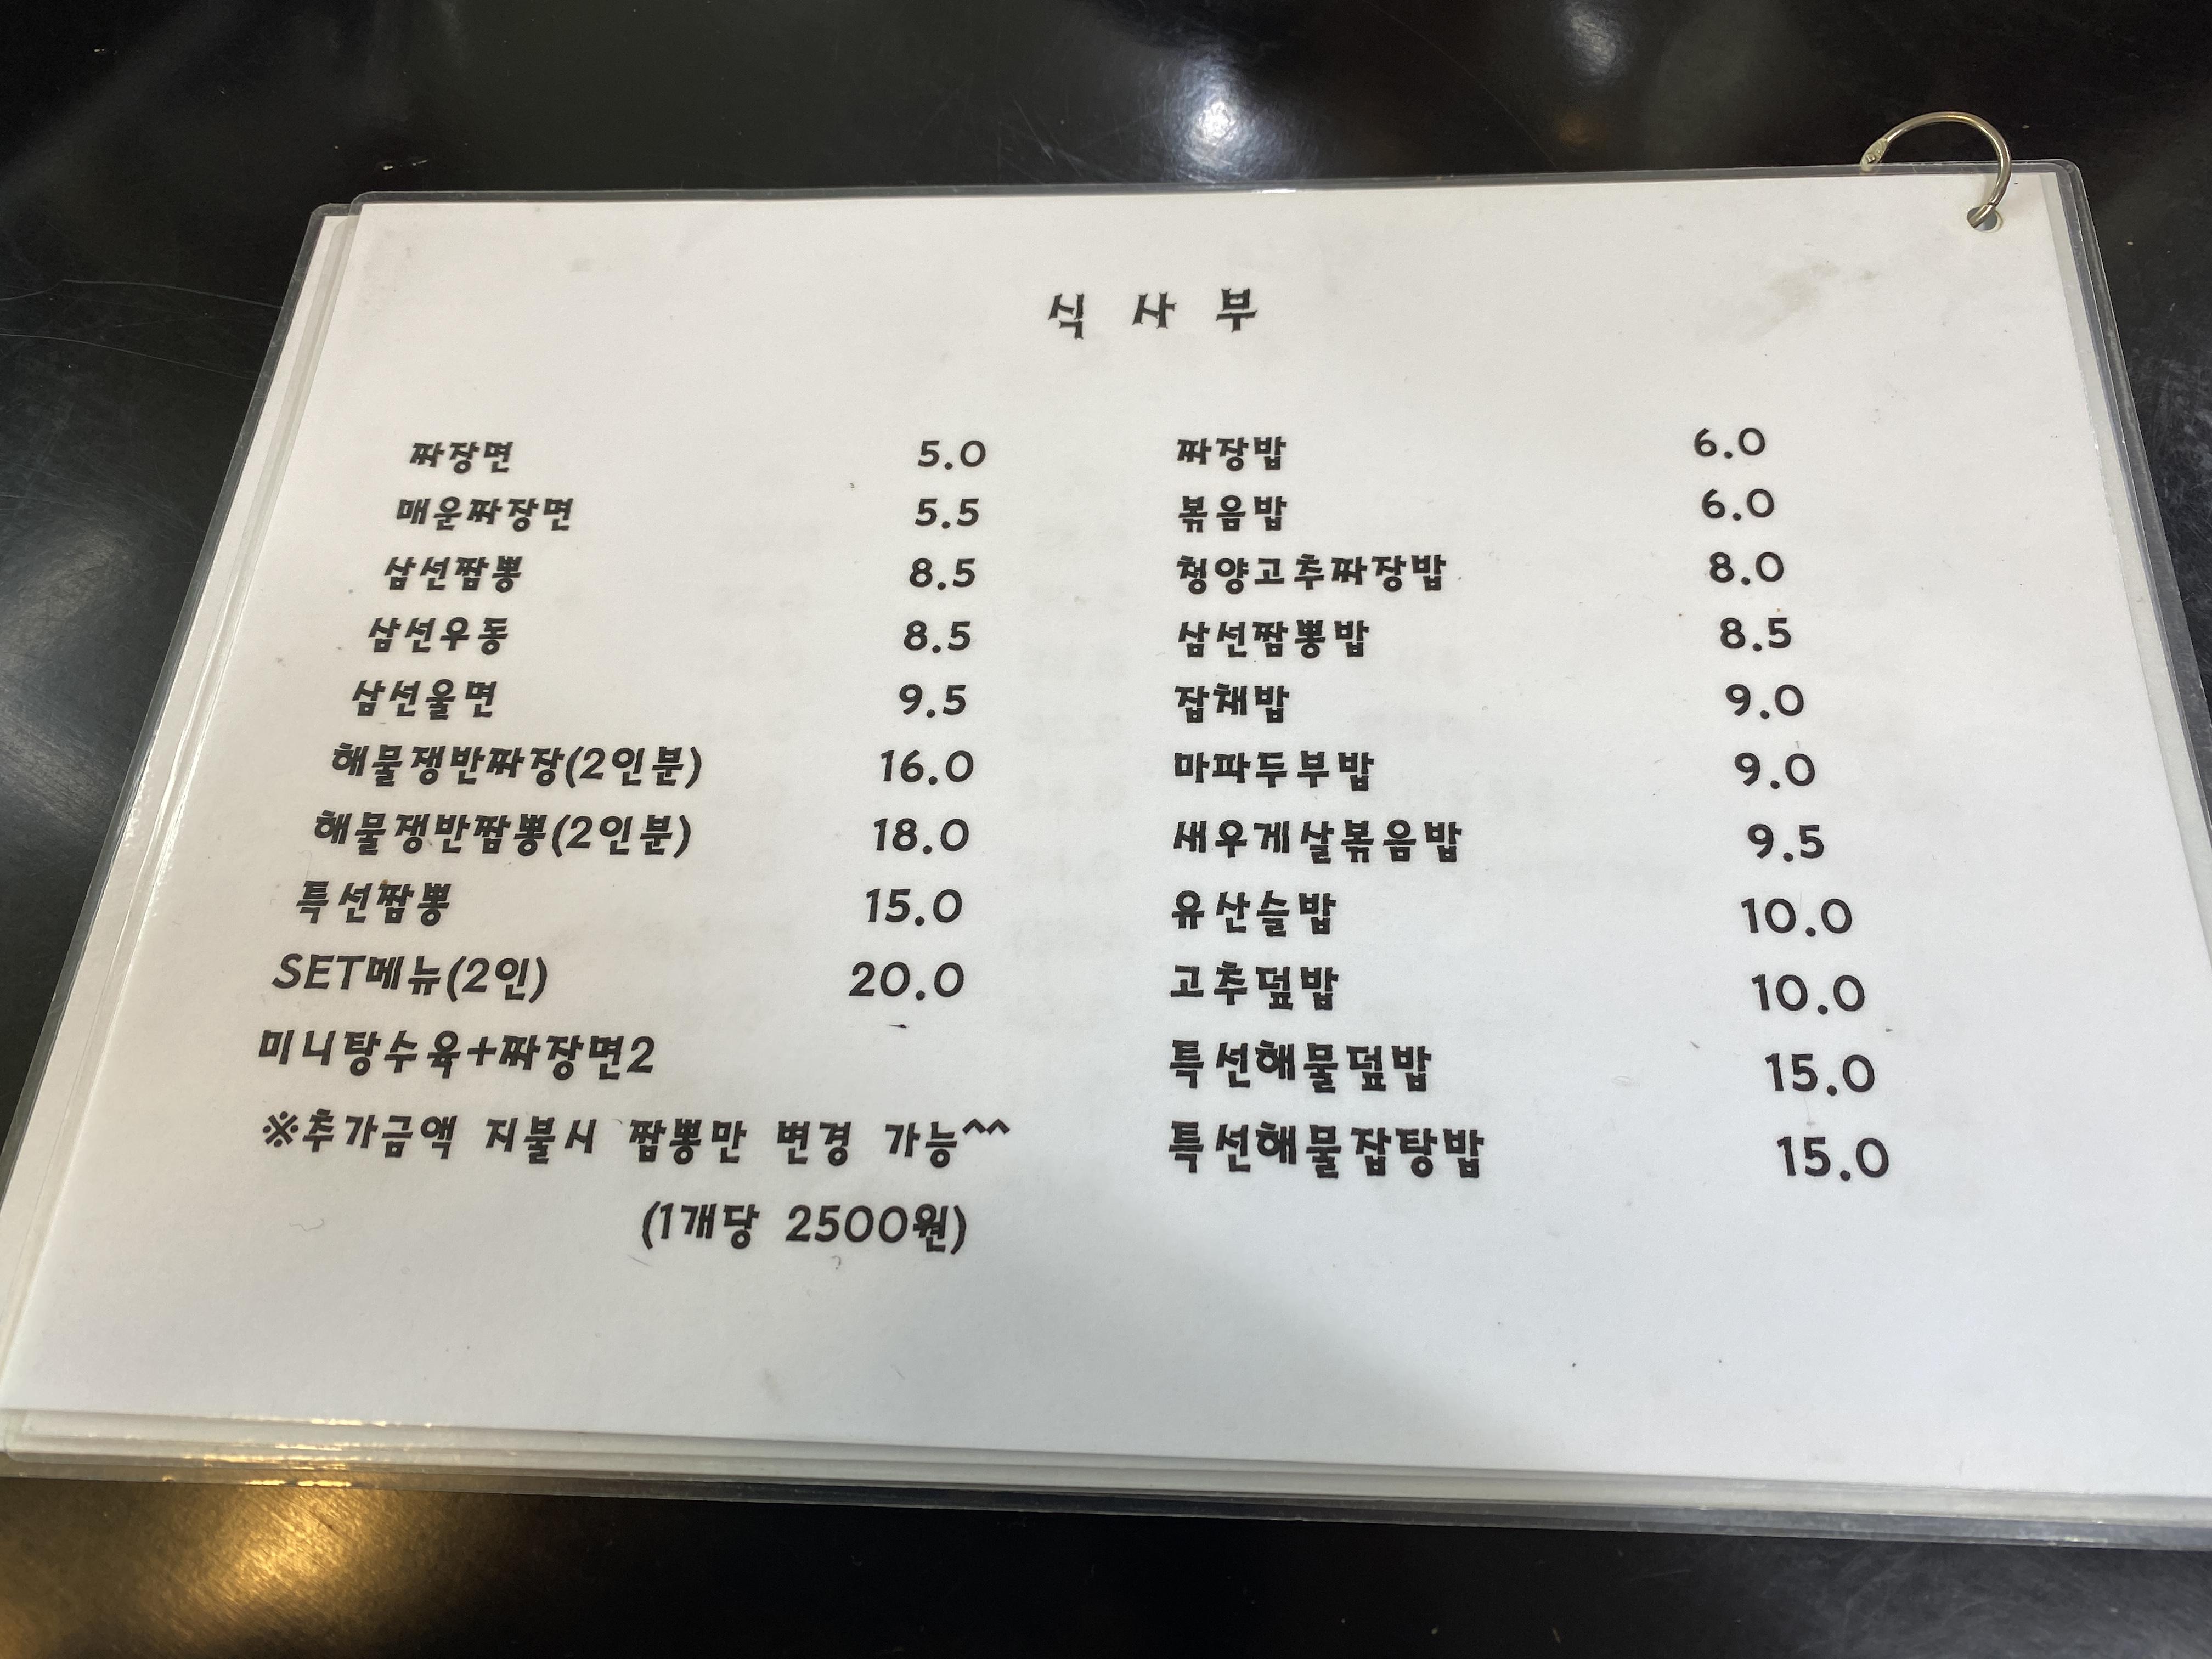 식 사 부
짜장면 5.0
매운짜장면 5.5
삼선짬뽕 8.5
삼선우동 8.5
삼선울면 9.5
해물쟁반짜장(2인분) 16.0
해물쟁반짬뽕(2인분) 18.0
특선짬뽕 15.0
SET메뉴(2인) 20.0
미니탕수육+짜장면2
※추가금액 지불시 짬뽕만 변경 가능^^
(1개당 2500원)
짜장밥 6.0
볶음밥 6.0
청양고추짜장밥 8.0
삼선짬뽕밥 8.5
잡채밥 9.0
마파두부밥 9.0
새우게살볶음밥 9.5
유산슬밥 10.0
고추덮밥 10.0
특선해물덮밥 15.0
특선해물잡탕밥 15.0